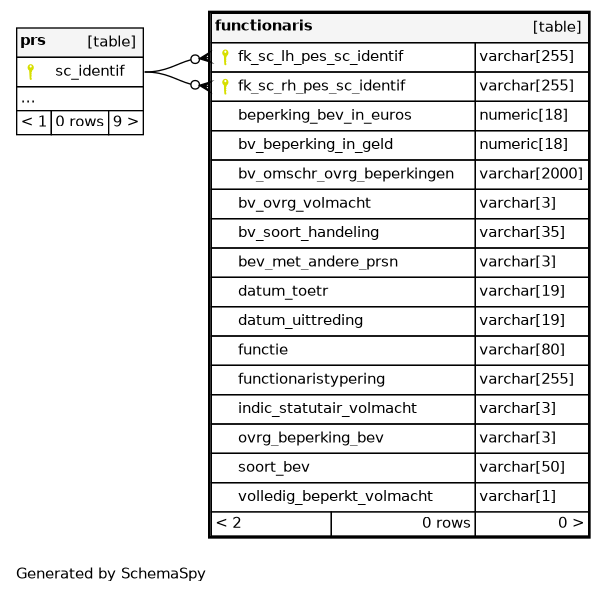 prs [table]
sc_identif
...
< 1 0 rows 9 >
functionaris [table]
fk_sc_lh_pes_sc_identif varchar[255]
fk_sc_rh_pes_sc_identif varchar[255]
beperking_bev_in_euros numeric[18]
bv_beperking_in_geld numeric[18]
bv_omschr_ovrg_beperkingen varchar[2000]
bv_ovrg_volmacht varchar[3]
bv_soort_handeling varchar[35]
bev_met_andere_prsn varchar[3]
datum_toetr varchar[19]
datum_uittreding varchar[19]
functie varchar[80]
functionaristypering varchar[255]
indic_statutair_volmacht varchar[3]
ovrg_beperking_bev varchar[3]
soort_bev varchar[50]
volledig_beperkt_volmacht varchar[1]
< 2 0 rows 0 >
Generated by SchemaSpy